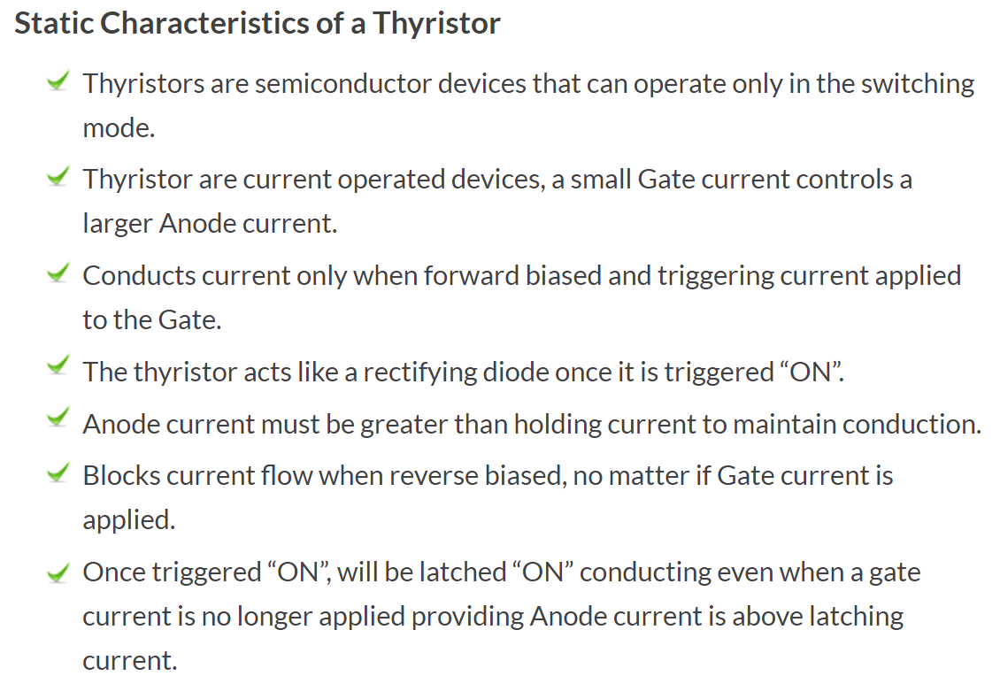 Static Characteristics of a Thyristor
Thyristors are semiconductor devices that can operate only in the switching
mode.
Thyristor are current operated devices, a small Gate current controls a
larger Anode current.
Conducts current only when forward biased and triggering current applied
to the Gate.
The thyristor acts like a rectifying diode once it is triggered “ON”.
Anode current must be greater than holding current to maintain conduction.
Blocks current flow when reverse biased, no matter if Gate current is
applied.
Once triggered “ON”, will be latched “ON” conducting even when a gate
current is no longer applied providing Anode current is above latching
current.